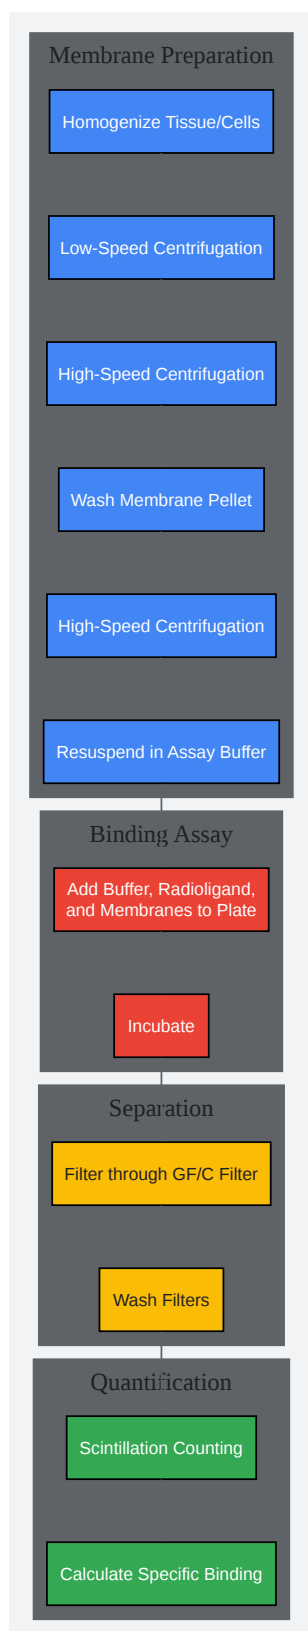 Membrane Preparation
Homogenize Tissue/Cells
Low-Speed Centrifugation
High-Speed Centrifugation
Wash Membrane Pellet
High-Speed Centrifugation
Resuspend in Assay Buffer
Binding Assay
Add Buffer, Radioligand,
and Membranes to Plate
Incubate
Separation
Filter through GF/C Filter
Wash Filters
Quantification
Scintillation Counting
Calculate Specific Binding